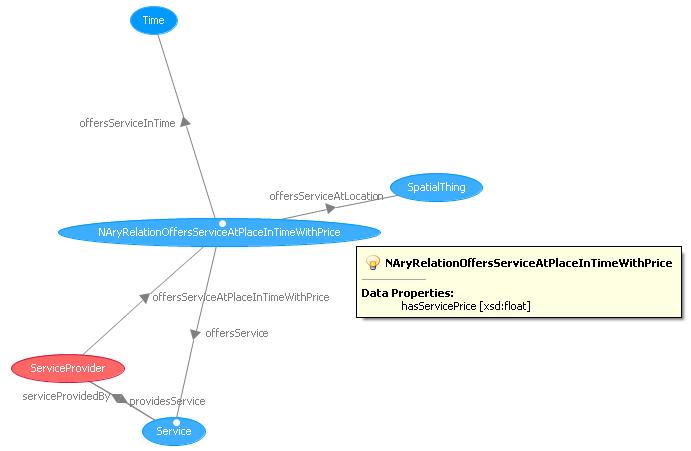 Time
offersServiceInTime
SpatialThing
offersServiceAtLocation
NAryRelationOffersServiceAtPlaceInTimeWithPrice
NAryRelationOffersServiceAtPlaceInTimeWithPrice
Data Properties:
hasServicePrice [xsd:float]
offersServiceAtPlaceInTimeWithPrice
offersService
ServiceProvider
serviceProvidedBy
providesService
Service